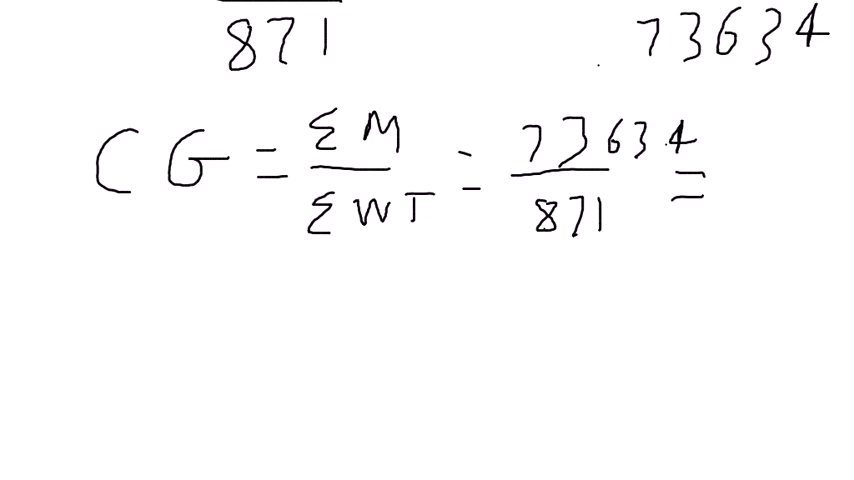 871 73634
CG = ΣM / ΣWT = 73634 / 871 =